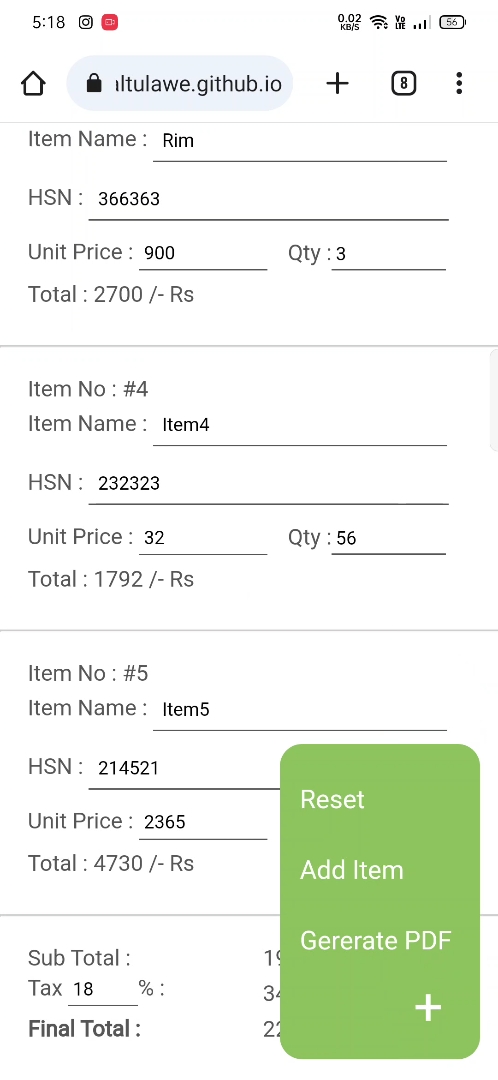 5:18 0.02 KB/S Vo LTE 56
ıltulawe.github.io 8
Item Name : Rim
HSN : 366363
Unit Price : 900 Qty : 3
Total : 2700 /- Rs
Item No : #4
Item Name : Item4
HSN : 232323
Unit Price : 32 Qty : 56
Total : 1792 /- Rs
Item No : #5
Item Name : Item5
HSN : 214521
Unit Price : 2365
Total : 4730 /- Rs
Reset
Add Item
Gererate PDF
Sub Total : 19
Tax 18 % : 34
Final Total : 22